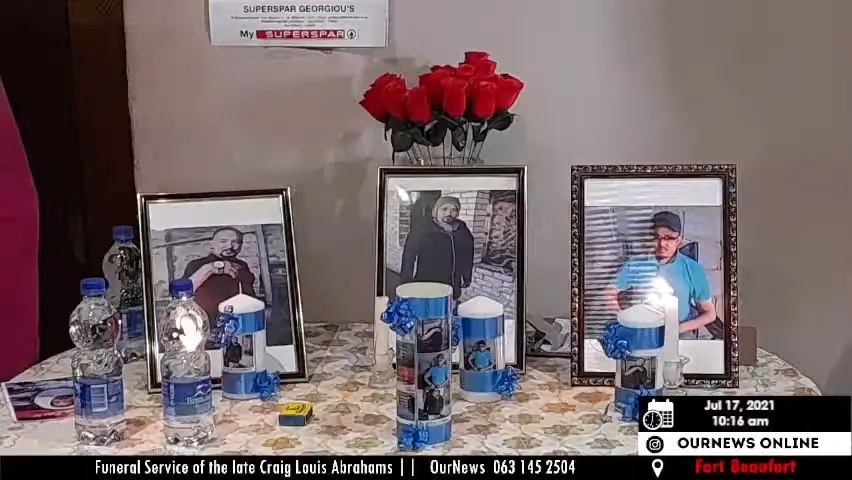 SUPERSPAR GEORGIOU'S
My SUPERSPAR
Jul 17, 2021
10:16 am
OURNEWS ONLINE
Funeral Service of the late Craig Louis Abrahams || OurNews 063 145 2504
Fort Beaufort